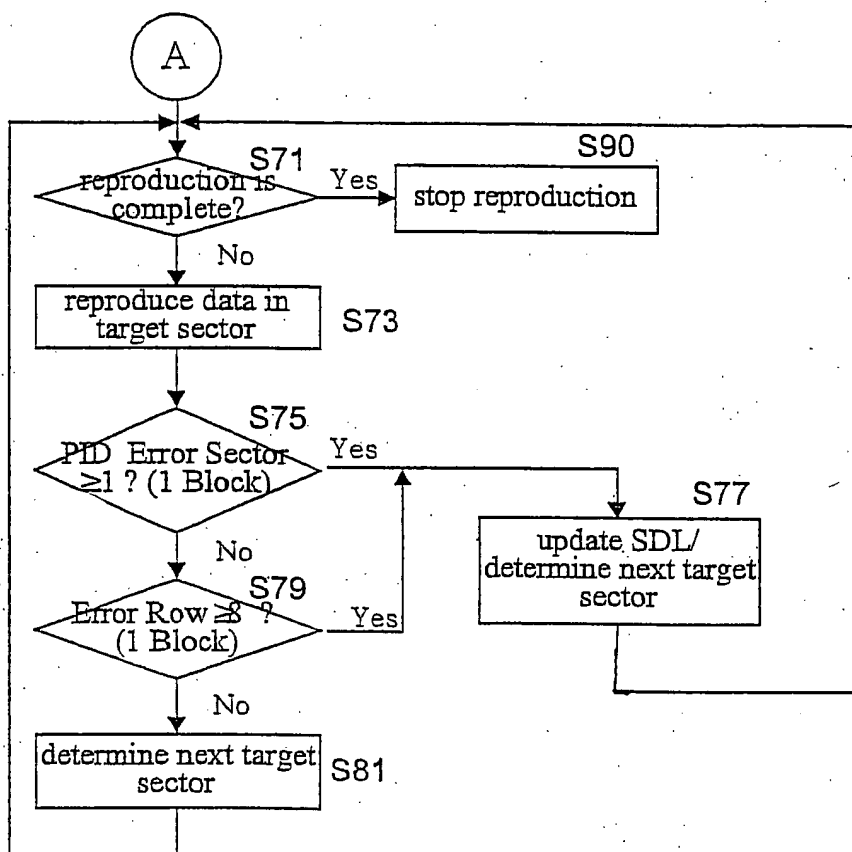 A
S71
S90
reproduction is
complete?
Yes
stop reproduction
No
reproduce data in
target sector
S73
S75
PID Error Sector
≥1 ? (1 Block)
Yes
S77
update SDL/
determine next target
sector
No
S79
Error Row ≥8 ?
(1 Block)
Yes
No
determine next target
sector
S81